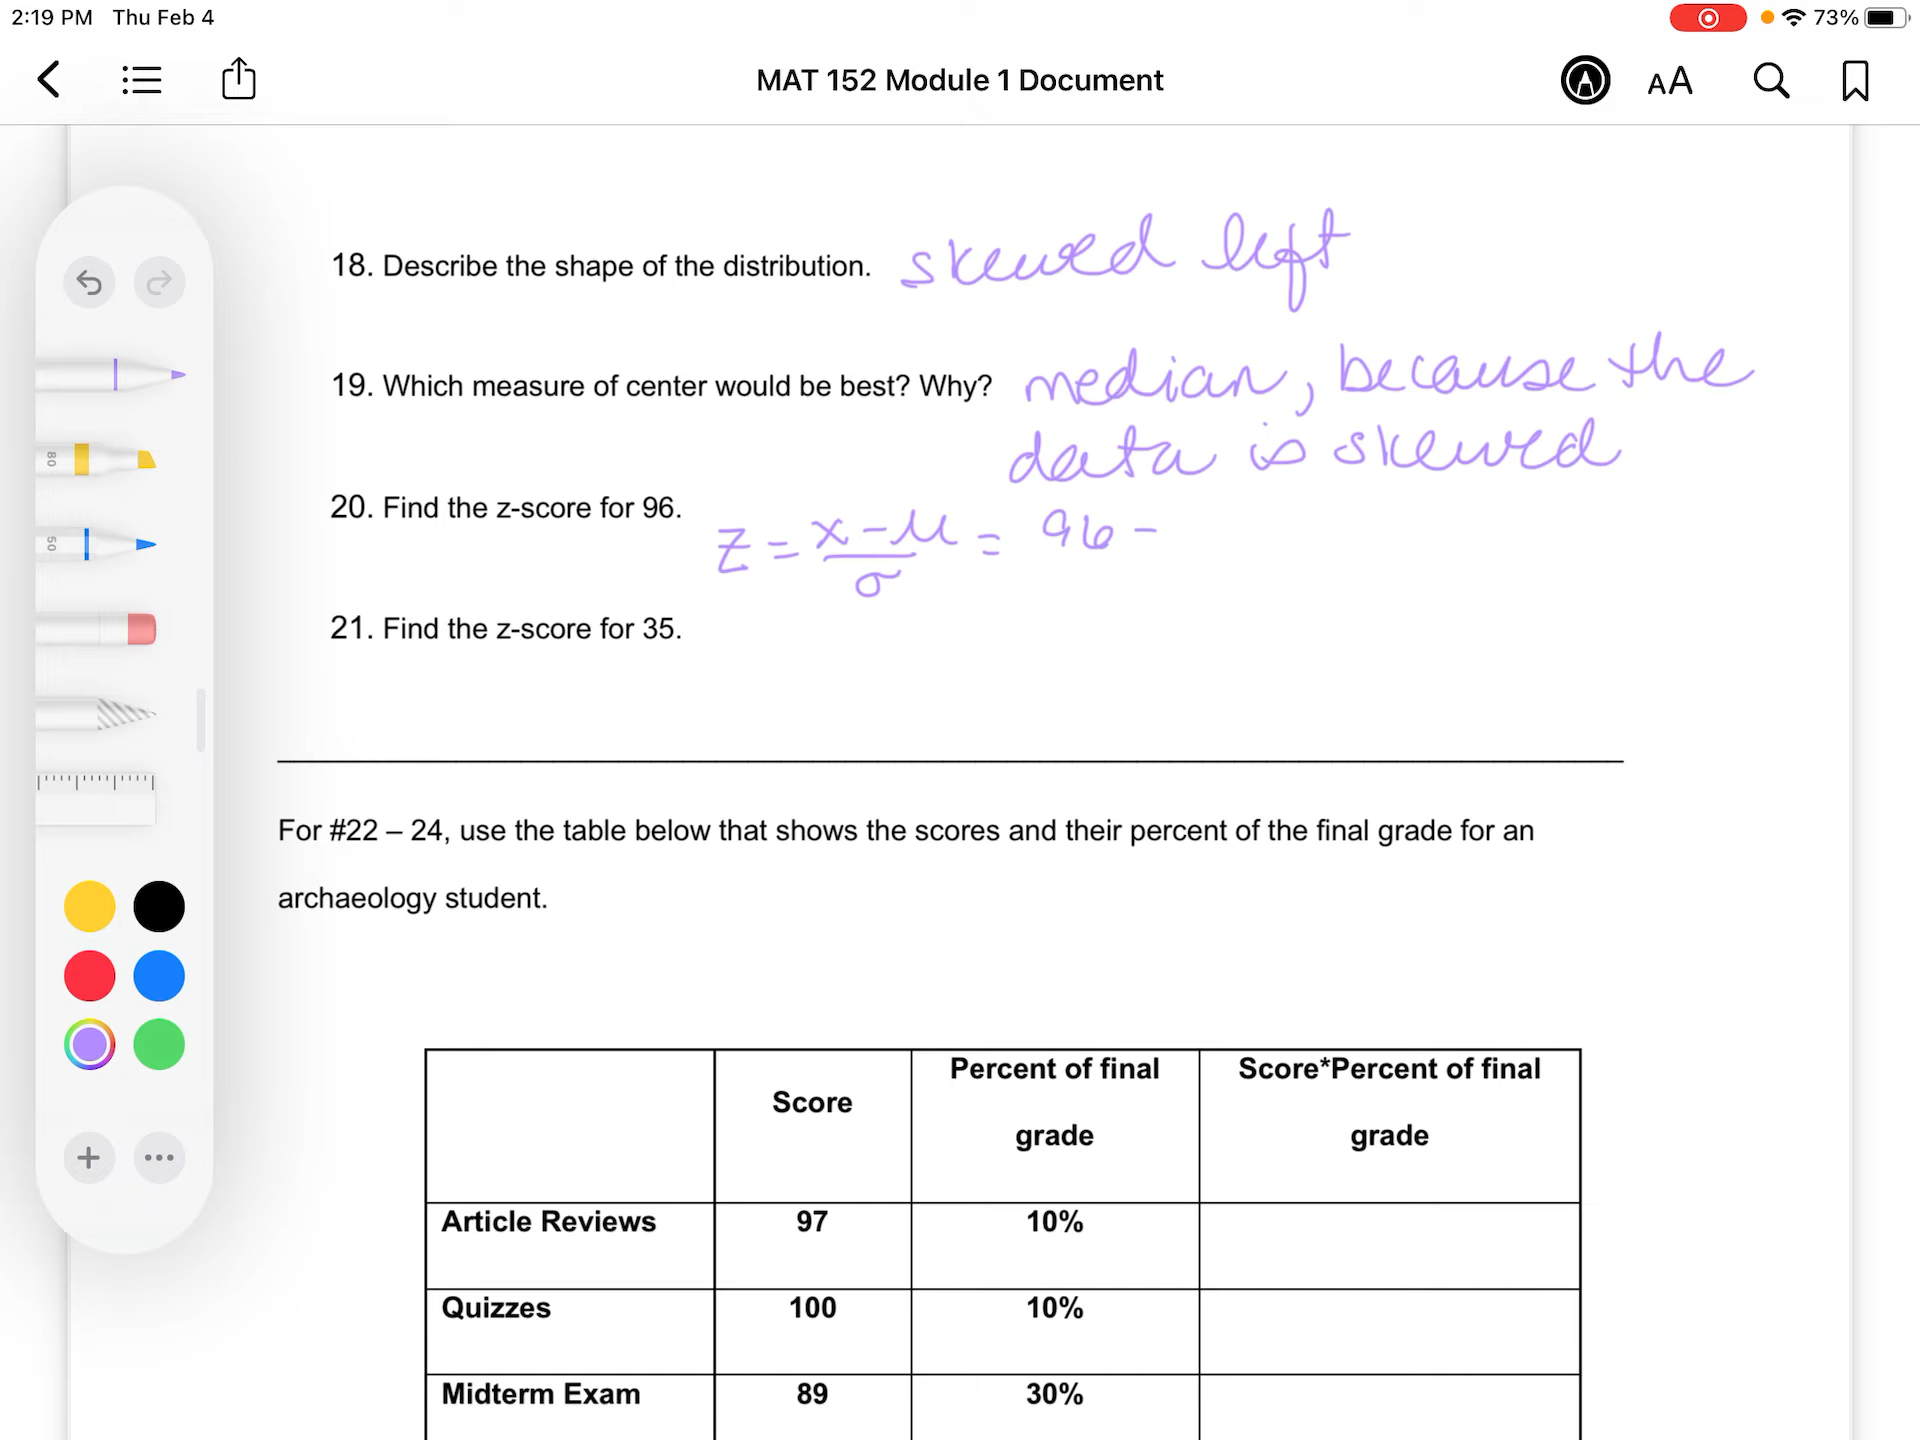 2:19 PM Thu Feb 4
73%
MAT 152 Module 1 Document
AA
18. Describe the shape of the distribution. skewed left
19. Which measure of center would be best? Why? median, because the
data is skewed
20. Find the z-score for 96.
z = x - μ / σ = 96 -
21. Find the z-score for 35.
80
50
For #22 – 24, use the table below that shows the scores and their percent of the final grade for an
archaeology student.
Score
Percent of final
grade
Score*Percent of final
grade
Article Reviews 97 10%
Quizzes 100 10%
Midterm Exam 89 30%